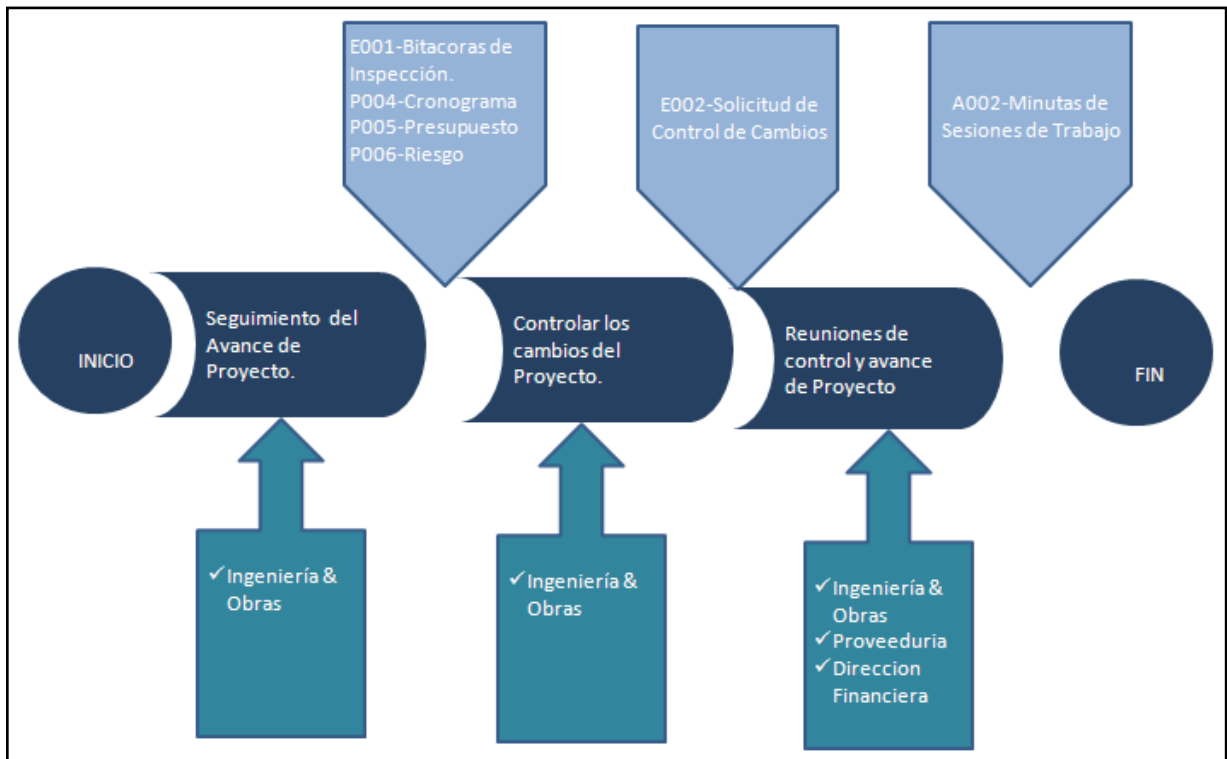 E001-Bitacoras de
Inspección.
P004-Cronograma
P005-Presupuesto
P006-Riesgo
E002-Solicitud de
Control de Cambios
A002-Minutas de
Sesiones de Trabajo
INICIO
Seguimiento del
Avance de
Proyecto.
Controlar los
cambios del
Proyecto.
Reuniones de
control y avance
de Proyecto
FIN
✓Ingeniería &
Obras
✓Ingeniería &
Obras
✓Ingeniería &
Obras
✓Proveeduria
✓Direccion
Financiera